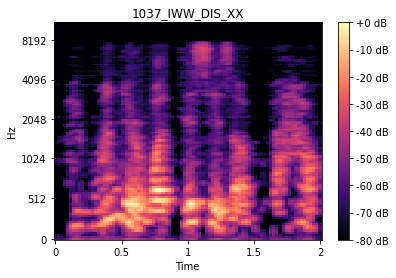 1037_IWW_DIS_XX
Hz
8192
4096
2048
1024
512
0
0
0.5
1
1.5
2
Time
+0 dB
-10 dB
-20 dB
-30 dB
-40 dB
-50 dB
-60 dB
-70 dB
-80 dB